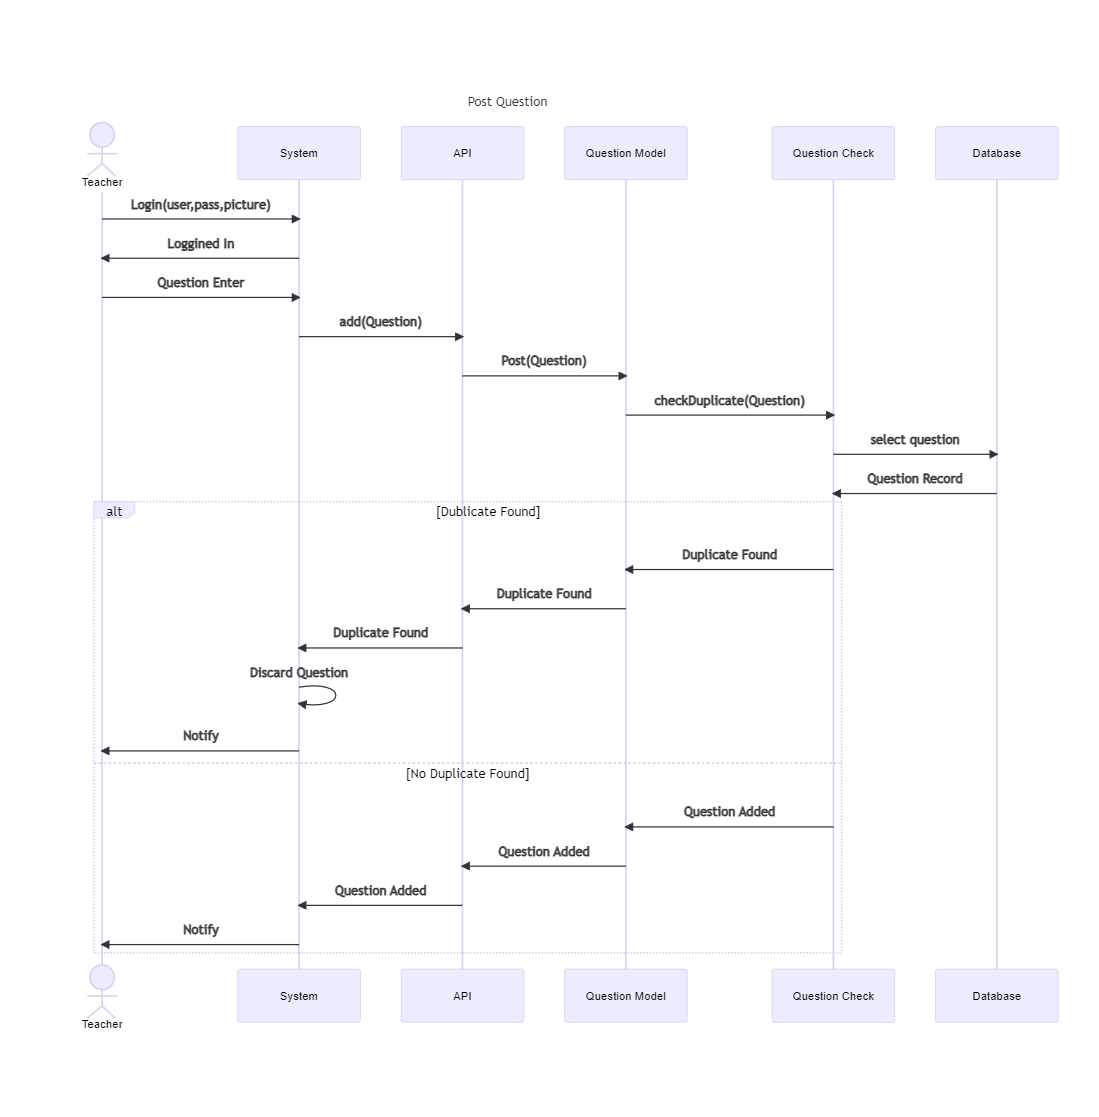 Post Question
Teacher
System
API
Question Model
Question Check
Database
Login(user,pass,picture)
Loggined In
Question Enter
add(Question)
Post(Question)
checkDuplicate(Question)
select question
Question Record
alt
[Dublicate Found]
Duplicate Found
Duplicate Found
Duplicate Found
Discard Question
Notify
[No Duplicate Found]
Question Added
Question Added
Question Added
Notify
Teacher
System
API
Question Model
Question Check
Database